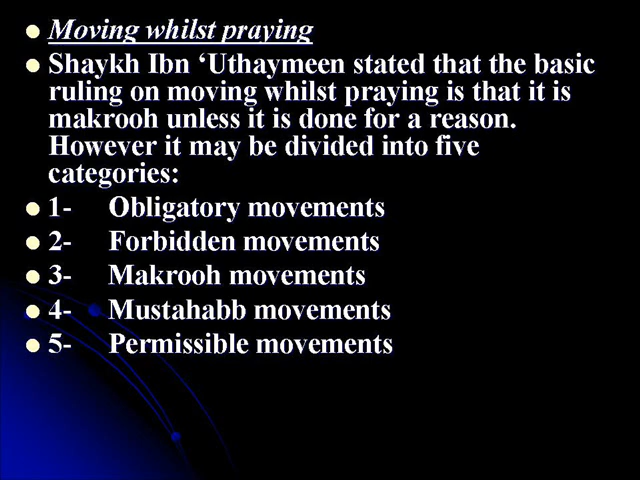 Moving whilst praying
Shaykh Ibn ‘Uthaymeen stated that the basic
ruling on moving whilst praying is that it is
makrooh unless it is done for a reason.
However it may be divided into five
categories:
1- Obligatory movements
2- Forbidden movements
3- Makrooh movements
4- Mustahabb movements
5- Permissible movements